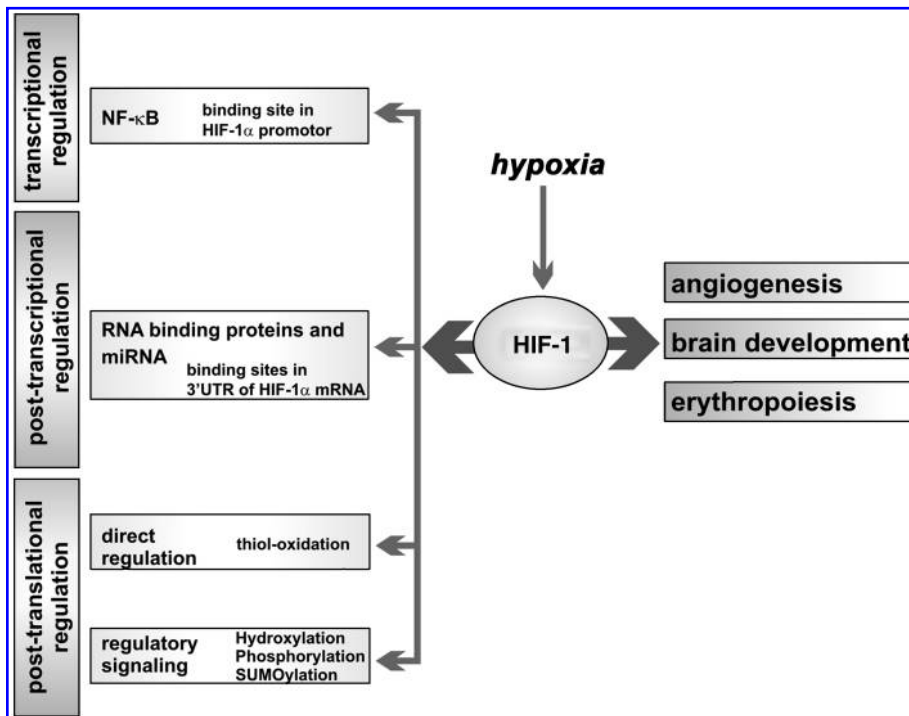 transcriptional
regulation
NF-κB
binding site in
HIF-1α promotor
post-transcriptional
regulation
RNA binding proteins and
miRNA
binding sites in
3'UTR of HIF-1α mRNA
post-translational
regulation
direct
regulation
thiol-oxidation
regulatory
signaling
Hydroxylation
Phosphorylation
SUMOylation
hypoxia
HIF-1
angiogenesis
brain development
erythropoiesis